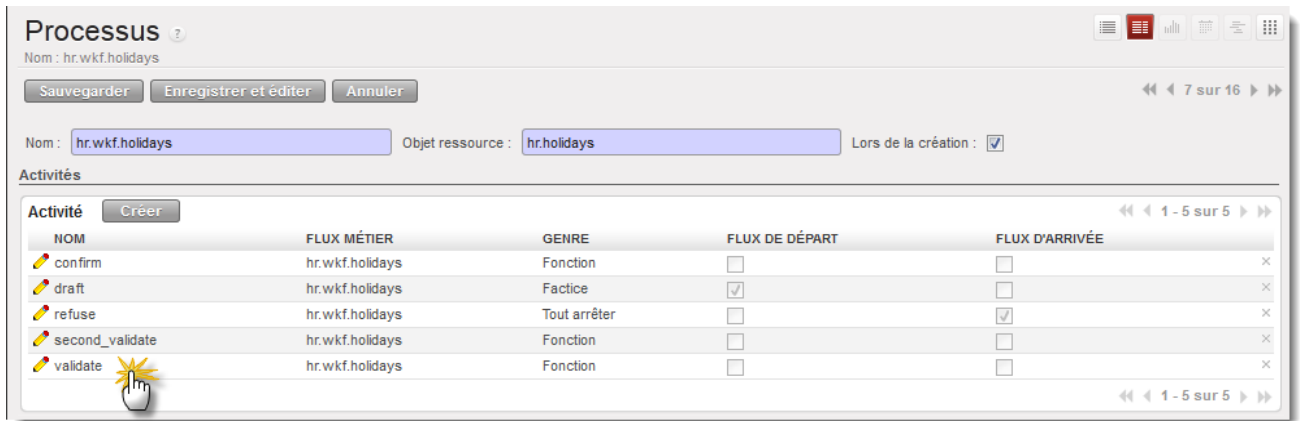 Processus ?
Nom : hr.wkf.holidays
Sauvegarder Enregistrer et éditer Annuler 7 sur 16
Nom : hr.wkf.holidays Objet ressource : hr.holidays Lors de la création :
Activités
Activité Créer 1 - 5 sur 5
NOM FLUX MÉTIER GENRE FLUX DE DÉPART FLUX D'ARRIVÉE
confirm hr.wkf.holidays Fonction
draft hr.wkf.holidays Factice
refuse hr.wkf.holidays Tout arrêter
second_validate hr.wkf.holidays Fonction
validate hr.wkf.holidays Fonction
1 - 5 sur 5